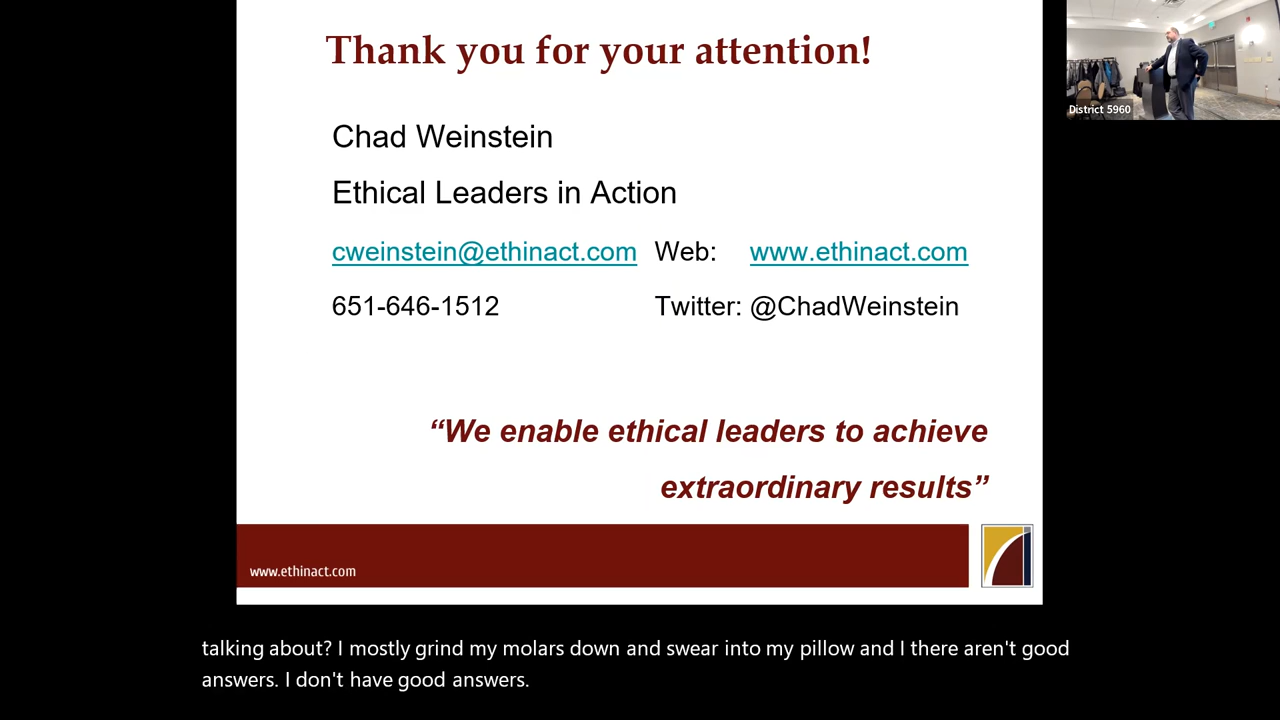 Thank you for your attention!
District 5960
Chad Weinstein
Ethical Leaders in Action
cweinstein@ethinact.com Web: www.ethinact.com
651-646-1512 Twitter: @ChadWeinstein
“We enable ethical leaders to achieve
extraordinary results”
www.ethinact.com
talking about? I mostly grind my molars down and swear into my pillow and I there aren't good
answers. I don't have good answers.